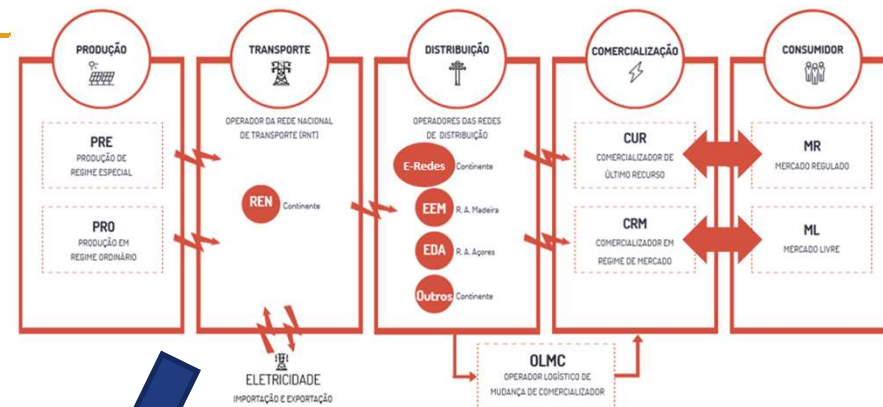 PRODUÇÃO
PRE
PRODUÇÃO DE
REGIME ESPECIAL
PRO
PRODUÇÃO EM
REGIME ORDINÁRIO
TRANSPORTE
OPERADOR DA REDE NACIONAL
DE TRANSPORTE (RNT)
REN Continente
ELETRICIDADE
IMPORTAÇÃO E EXPORTAÇÃO
DISTRIBUIÇÃO
OPERADORES DAS REDES
DE DISTRIBUIÇÃO
E-Redes Continente
EEM R. A. Madeira
EDA R. A. Açores
Outros Continente
OLMC
OPERADOR LOGÍSTICO DE
MUDANÇA DE COMERCIALIZADOR
COMERCIALIZAÇÃO
CUR
COMERCIALIZADOR DE
ÚLTIMO RECURSO
CRM
COMERCIALIZADOR EM
REGIME DE MERCADO
CONSUMIDOR
MR
MERCADO REGULADO
ML
MERCADO LIVRE